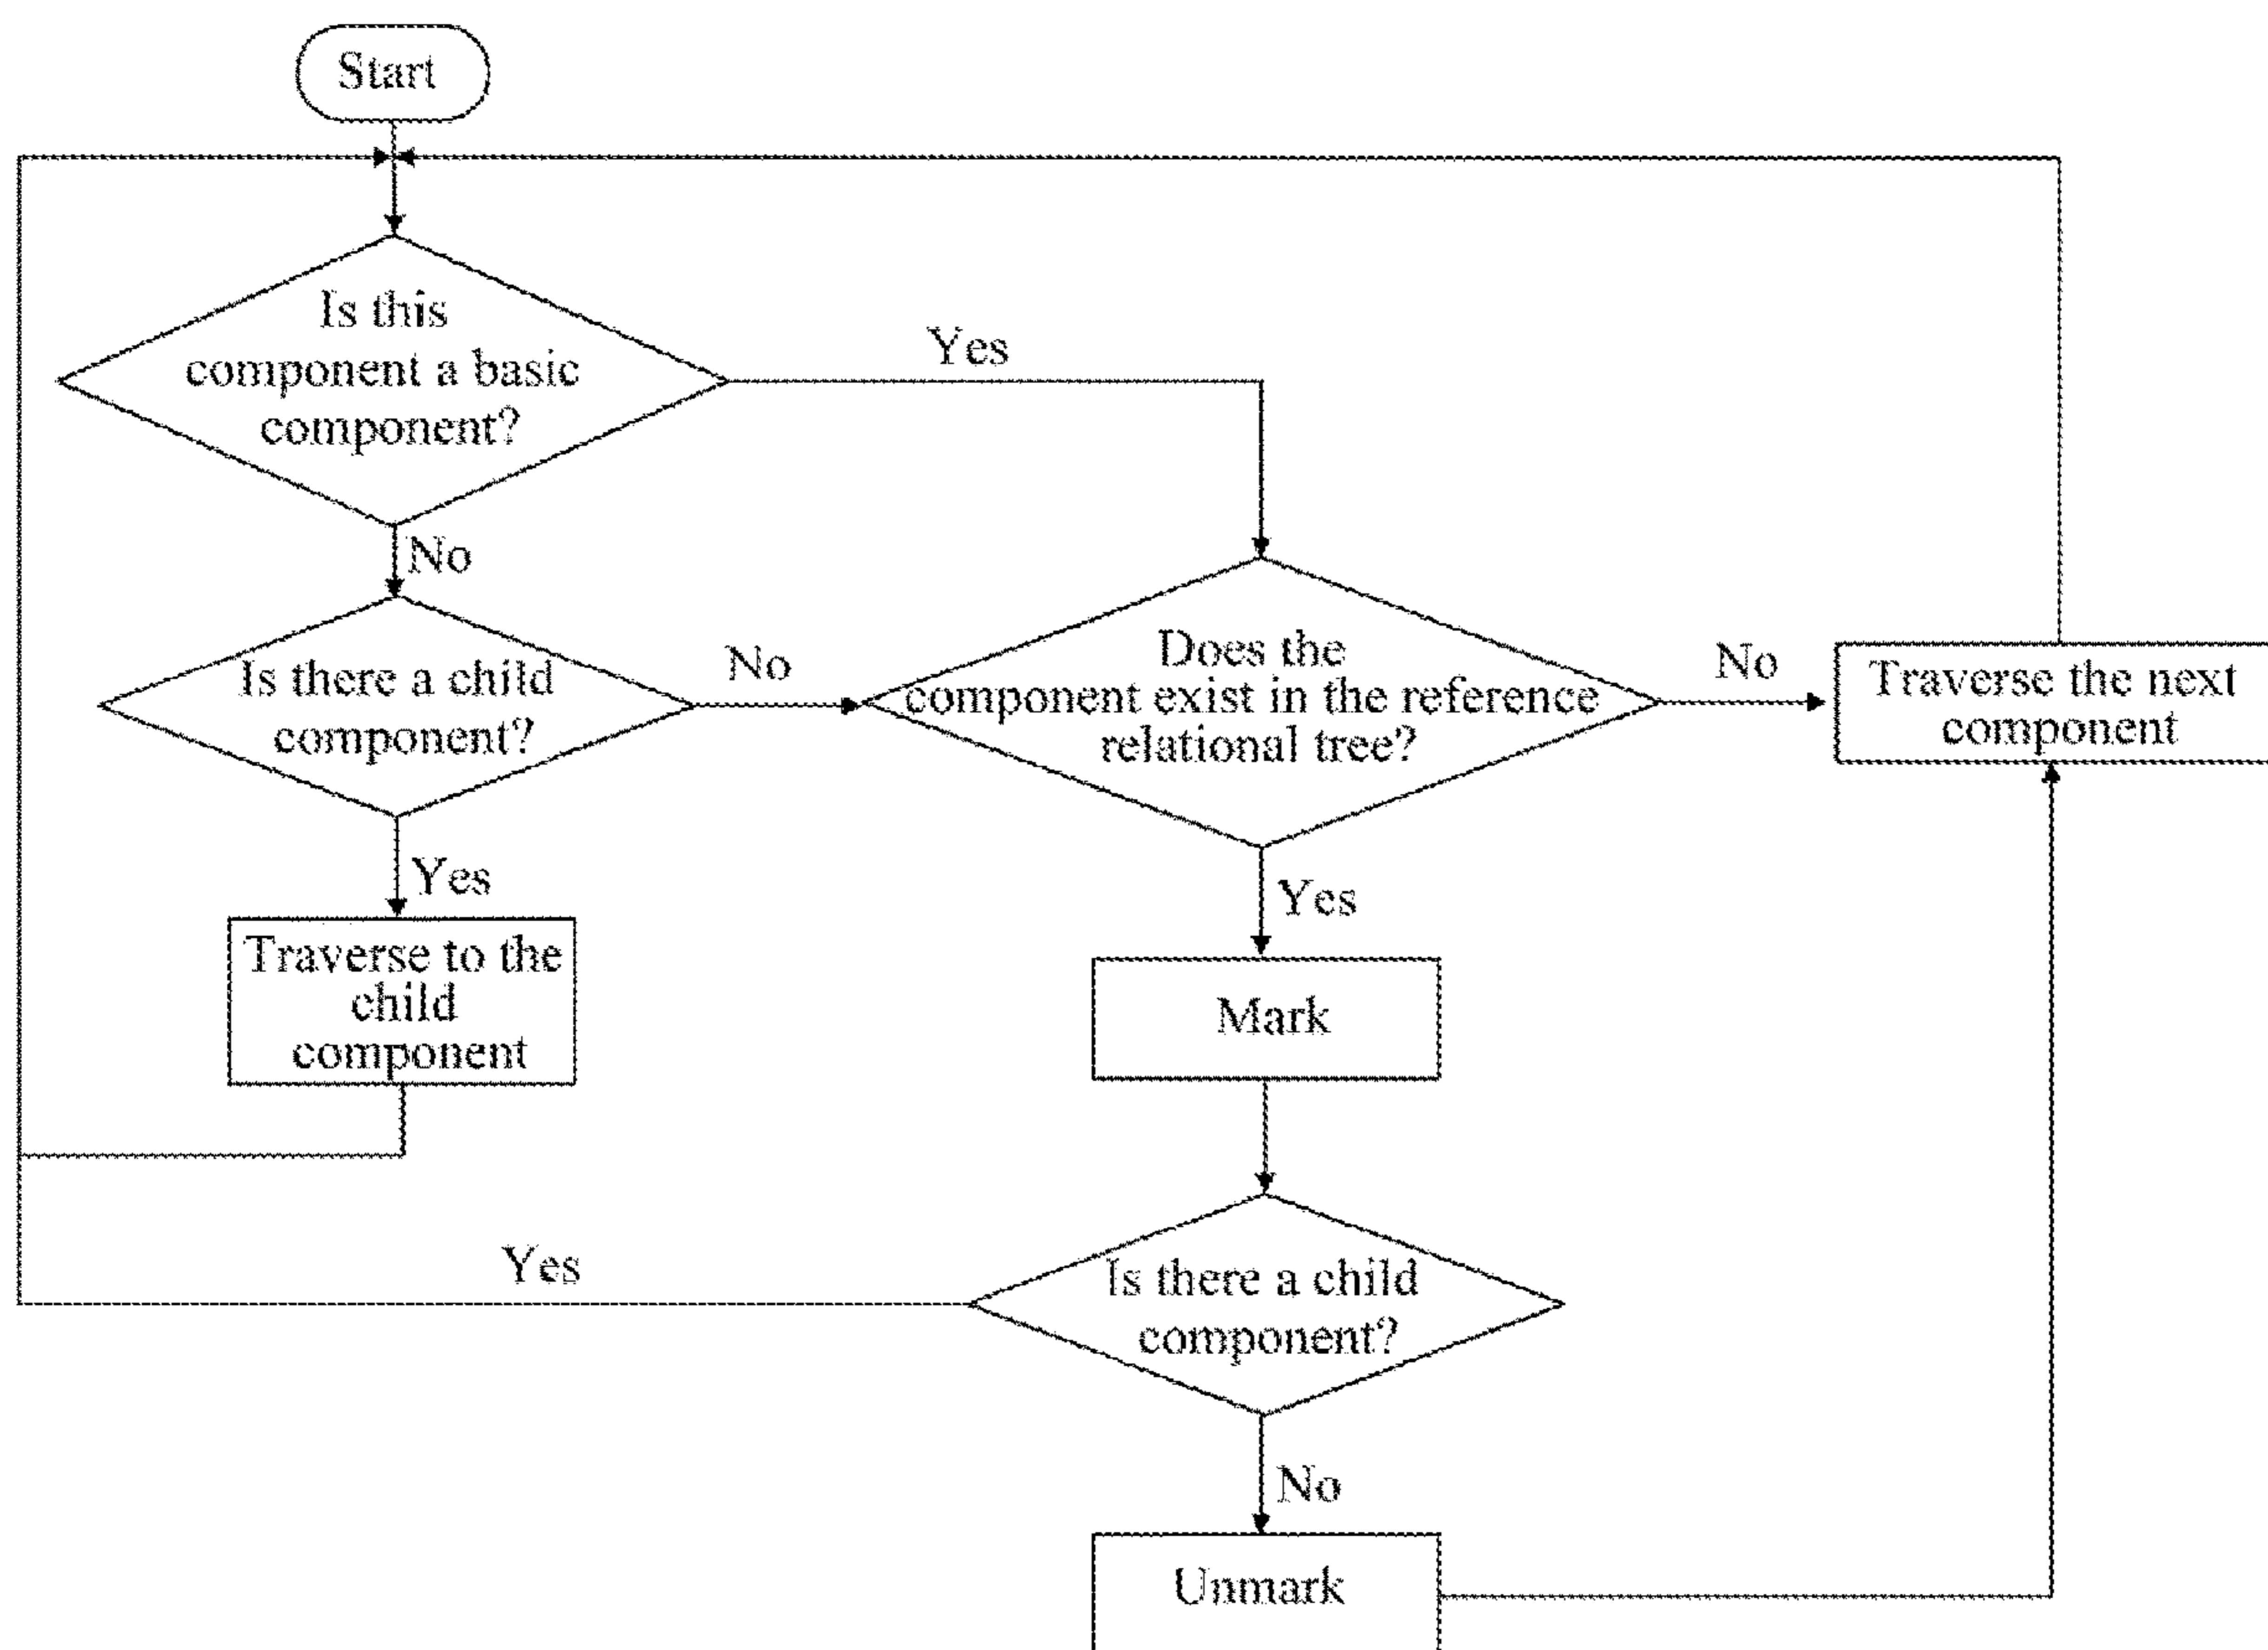 Start
Is this
component a basic
component?
Yes
No
Is there a child
component?
No
Does the
component exist in the reference
relational tree?
No
Traverse the next
component
Yes
Traverse to the
child
component
Yes
Mark
Yes
Is there a child
component?
No
Unmark